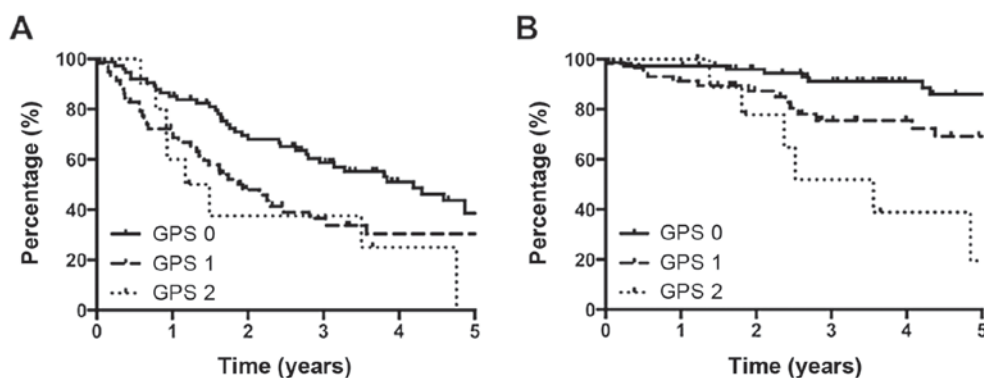 A
Percentage (%)
100
80
60
40
20
0
GPS 0
GPS 1
GPS 2
0 1 2 3 4 5
Time (years)
B
Percentage (%)
100
80
60
40
20
0
GPS 0
GPS 1
GPS 2
0 1 2 3 4 5
Time (years)